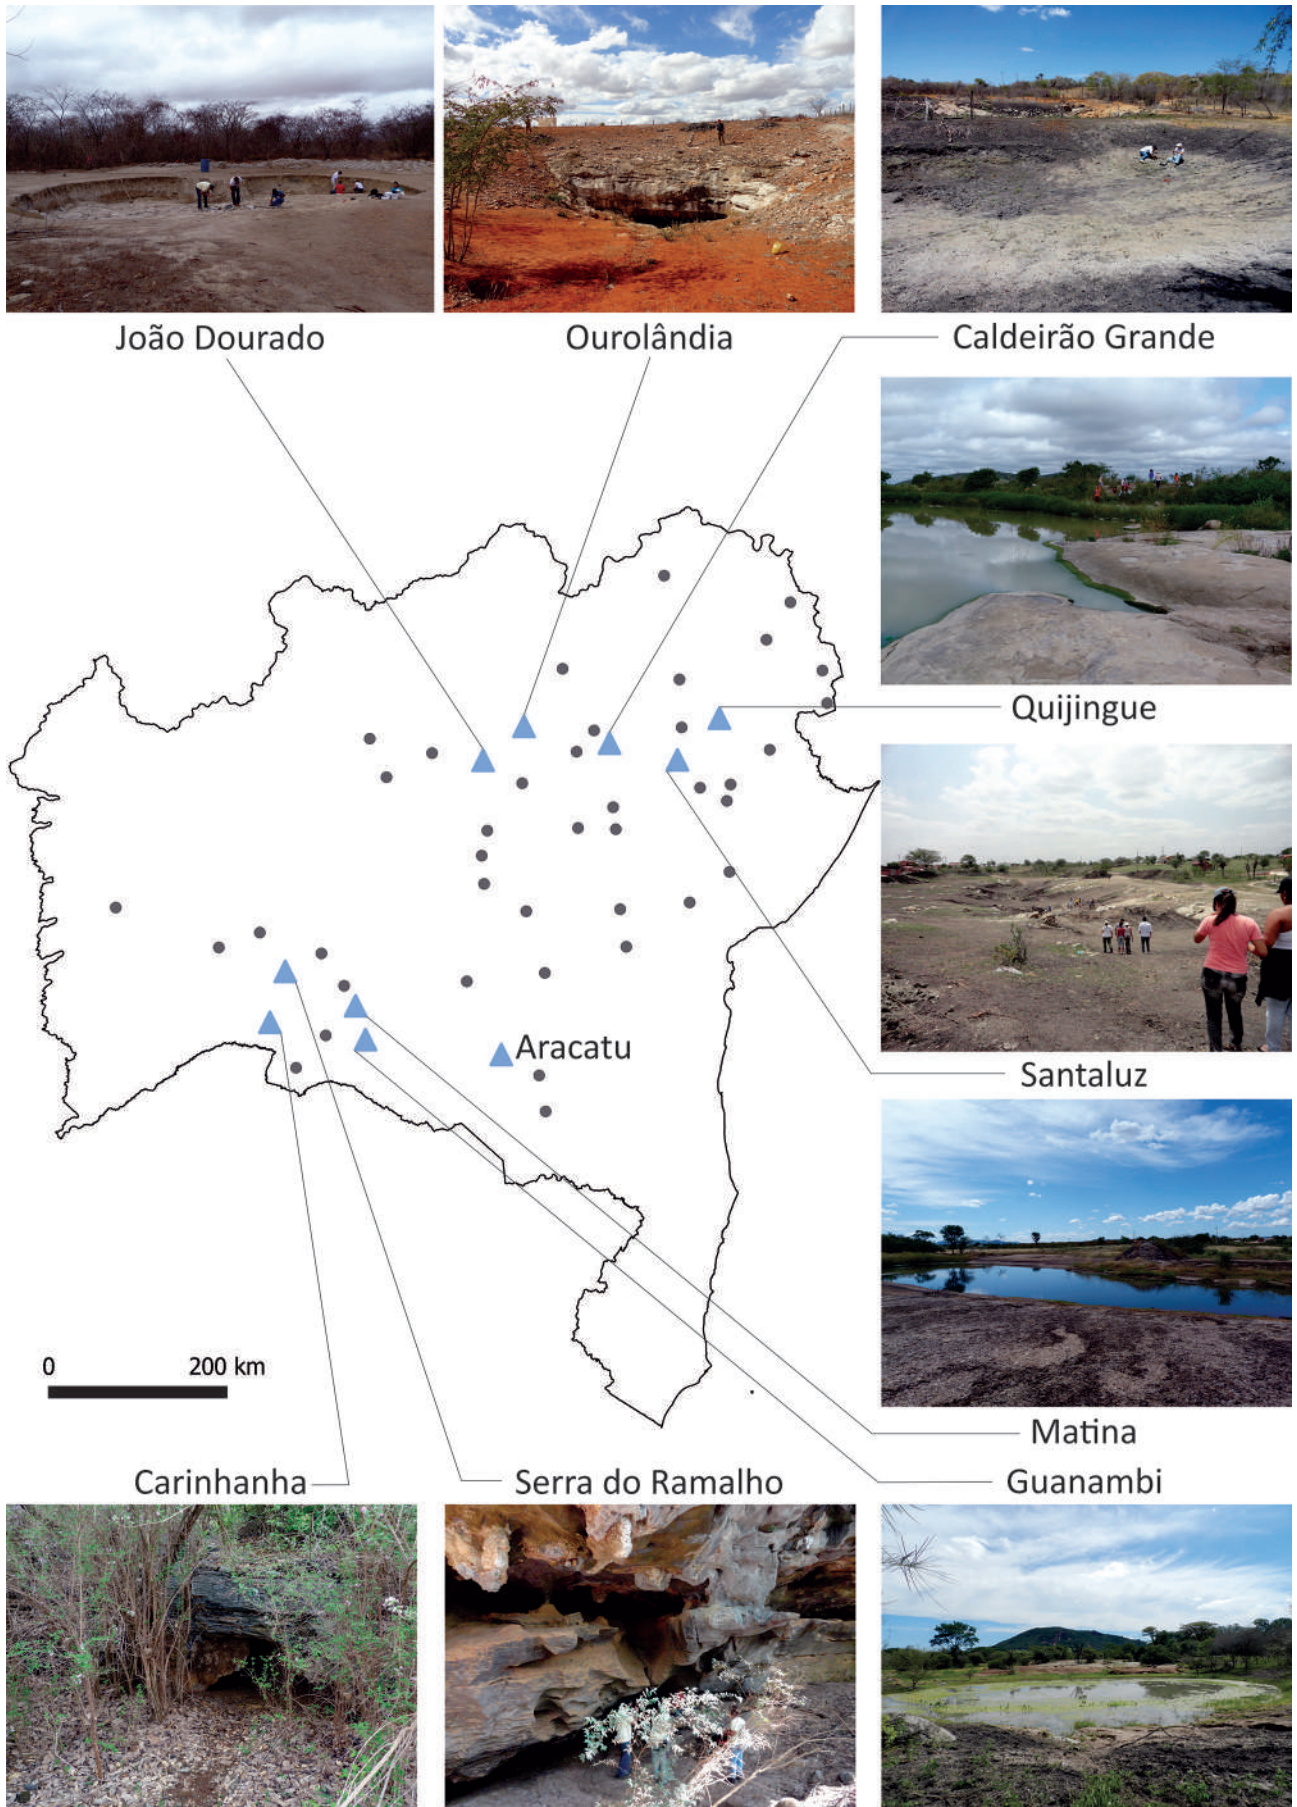 João Dourado
Ourolândia
Caldeirão Grande
Quijingue
Santaluz
Aracatu
0 200 km
Matina
Carinhanha
Serra do Ramalho
Guanambi